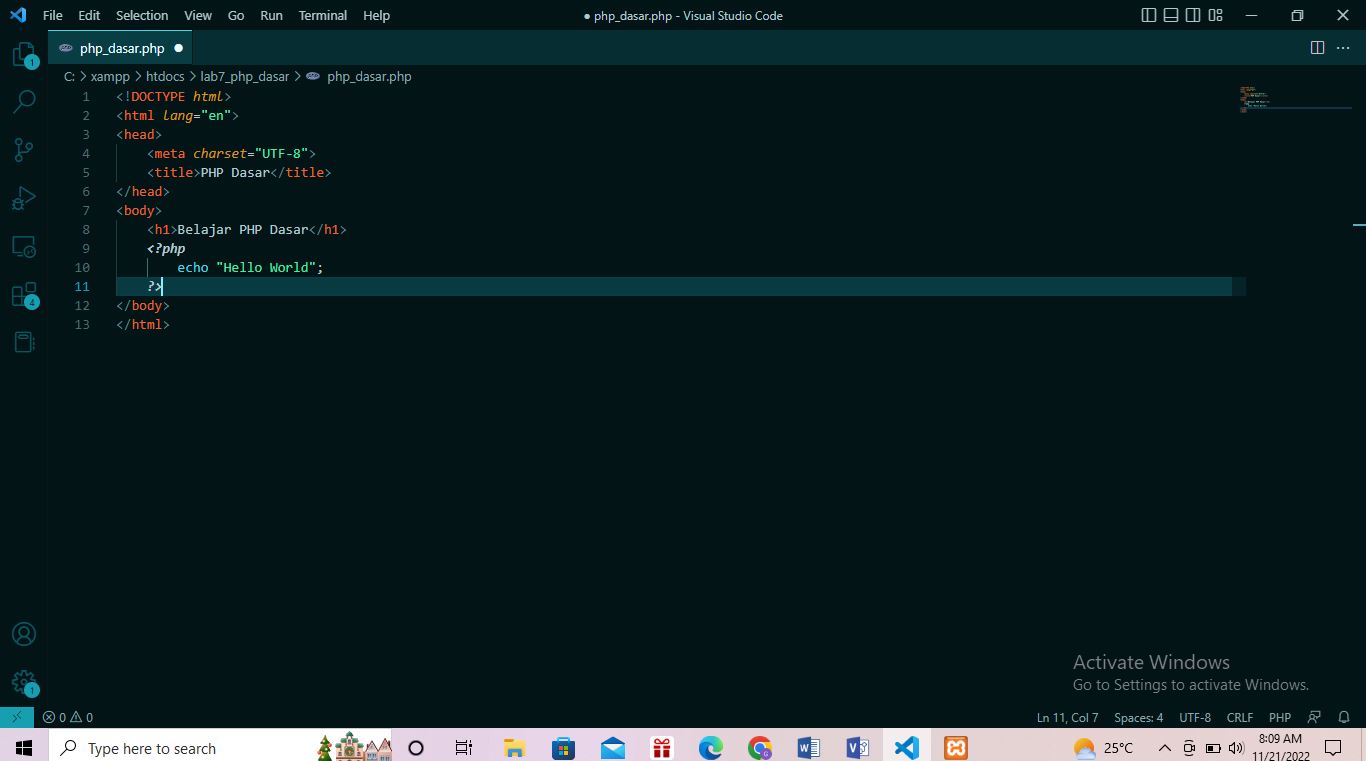 File Edit Selection View Go Run Terminal Help ● php_dasar.php - Visual Studio Code
php_dasar.php ●
1
C: > xampp > htdocs > lab7_php_dasar > php_dasar.php
1 <!DOCTYPE html>
2 <html lang="en">
3 <head>
4 <meta charset="UTF-8">
5 <title>PHP Dasar</title>
6 </head>
7 <body>
8 <h1>Belajar PHP Dasar</h1>
9 <?php
10 echo "Hello World";
11 ?>
12 </body>
13 </html>
4
Activate Windows
Go to Settings to activate Windows.
1
0 0 Ln 11, Col 7 Spaces: 4 UTF-8 CRLF PHP
Type here to search 25°C 8:09 AM
11/21/2022